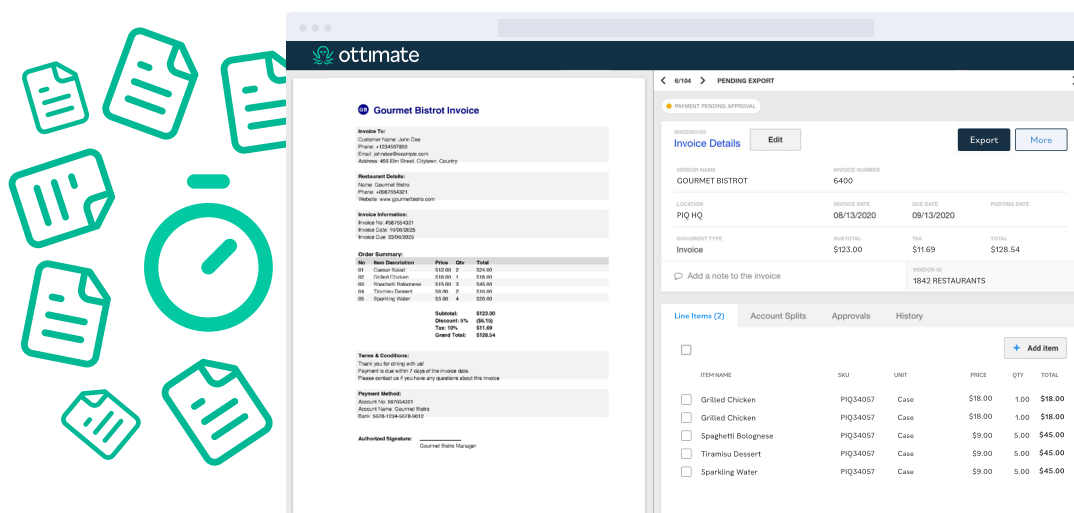 ottimate
GB Gourmet Bistrot Invoice
Invoice To:
Customer Name: John Doe
Phone: +1234567890
Email: johndoe@example.com
Address: 456 Elm Street, Citytown, Country
Restaurant Details:
Name: Gourmet Bistro
Phone: +0987654321
Website: www.gourmetbistro.com
Invoice Information:
Invoice No: #987654321
Invoice Date: 16/06/2025
Invoice Due: 23/06/2025
Order Summary:
No Item Description Price Qty Total
01 Caesar Salad $12.00 2 $24.00
02 Grilled Chicken $18.00 1 $18.00
03 Spaghetti Bolognese $15.00 3 $45.00
04 Tiramisu Dessert $8.00 2 $16.00
05 Sparkling Water $5.00 4 $20.00
Subtotal: $123.00
Discount: 5% ($6.15)
Tax: 10% $11.69
Grand Total: $128.54
Terms & Conditions:
Thank you for dining with us!
Payment is due within 7 days of the invoice date.
Please contact us if you have any questions about this invoice
Payment Method:
Account No: 987654321
Account Name: Gourmet Bistro
Bank: 5678-1234-5678-9012
Authorized Signature:
Gourmet Bistro Manager
6/104 PENDING EXPORT
PAYMENT PENDING APPROVAL
Invoice Details Edit Export More
VENDOR NAME INVOICE NUMBER
GOURMET BISTROT 6400
LOCATION INVOICE DATE DUE DATE POSTING DATE
PIQ HQ 08/13/2020 09/13/2020
DOCUMENT TYPE SUBTOTAL TAX TOTAL
Invoice $123.00 $11.69 $128.54
Add a note to the invoice
VENDOR ID
1842 RESTAURANTS
Line Items (2) Account Splits Approvals History
+ Add item
ITEM NAME SKU UNIT PRICE QTY TOTAL
Grilled Chicken PIQ34057 Case $18.00 1.00 $18.00
Grilled Chicken PIQ34057 Case $18.00 1.00 $18.00
Spaghetti Bolognese PIQ34057 Case $9.00 5.00 $45.00
Tiramisu Dessert PIQ34057 Case $9.00 5.00 $45.00
Sparkling Water PIQ34057 Case $9.00 5.00 $45.00